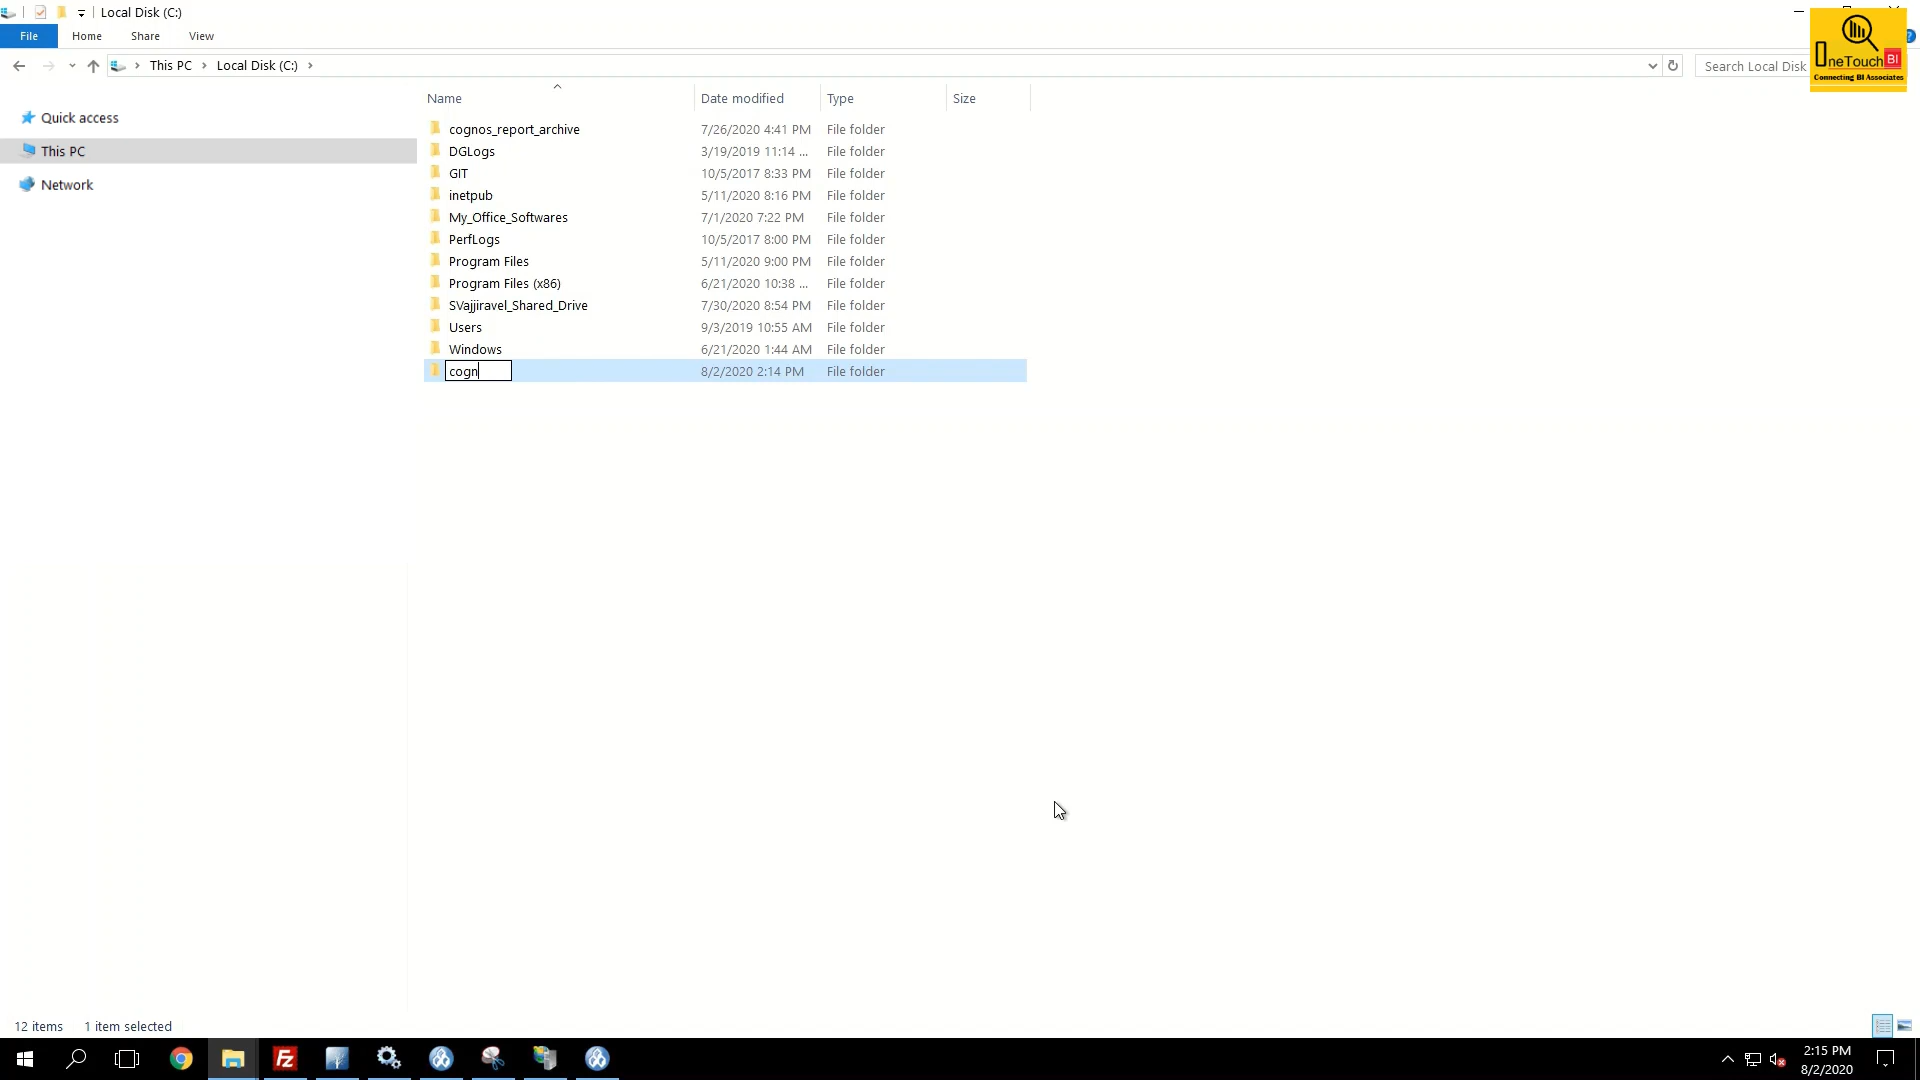 Local Disk (C:)
File Home Share View
This PC Local Disk (C:)
Search Local Disk
OneTouch BI
Connecting BI Associates
Quick access
This PC
Network
Name Date modified Type Size
cognos_report_archive 7/26/2020 4:41 PM File folder
DGLogs 3/19/2019 11:14 ... File folder
GIT 10/5/2017 8:33 PM File folder
inetpub 5/11/2020 8:16 PM File folder
My_Office_Softwares 7/1/2020 7:22 PM File folder
PerfLogs 10/5/2017 8:00 PM File folder
Program Files 5/11/2020 9:00 PM File folder
Program Files (x86) 6/21/2020 10:38 ... File folder
SVajjiravel_Shared_Drive 7/30/2020 8:54 PM File folder
Users 9/3/2019 10:55 AM File folder
Windows 6/21/2020 1:44 AM File folder
cogn 8/2/2020 2:14 PM File folder
12 items 1 item selected
Fz
2:15 PM
8/2/2020